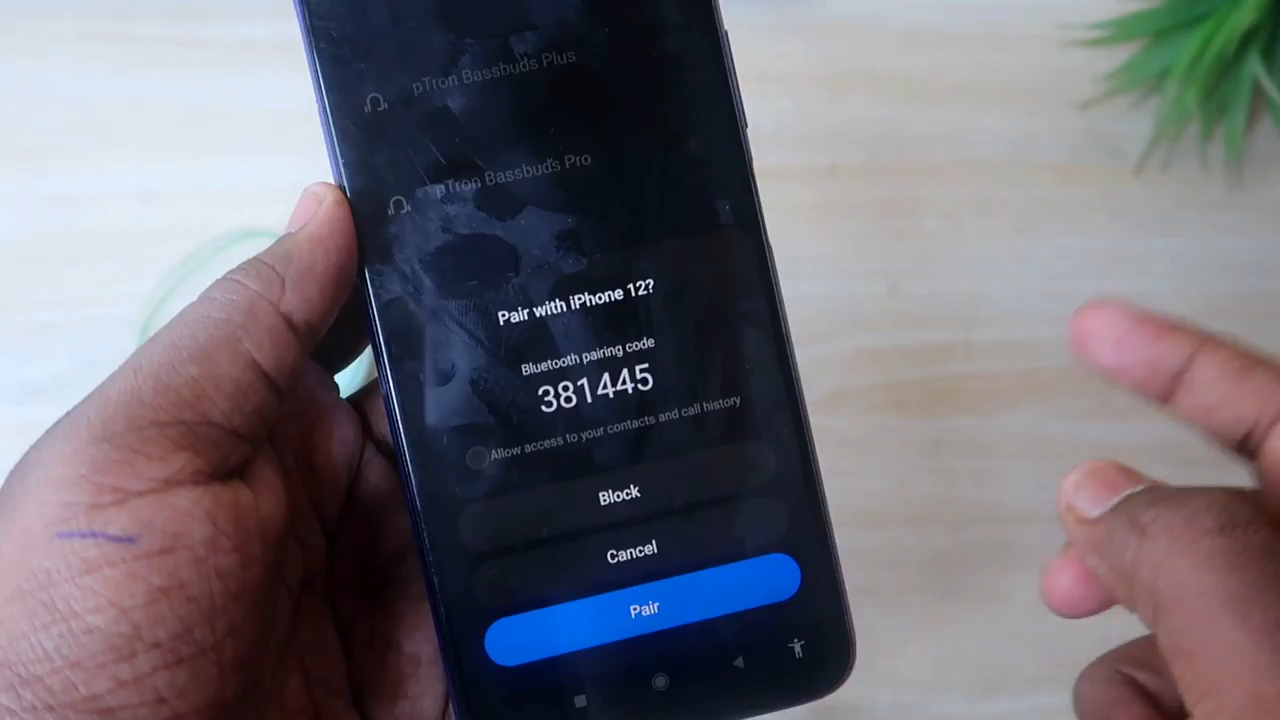 pTron Bassbuds Plus
pTron Bassbuds Pro
Pair with iPhone 12?
Bluetooth pairing code
381445
Allow access to your contacts and call history
Block
Cancel
Pair